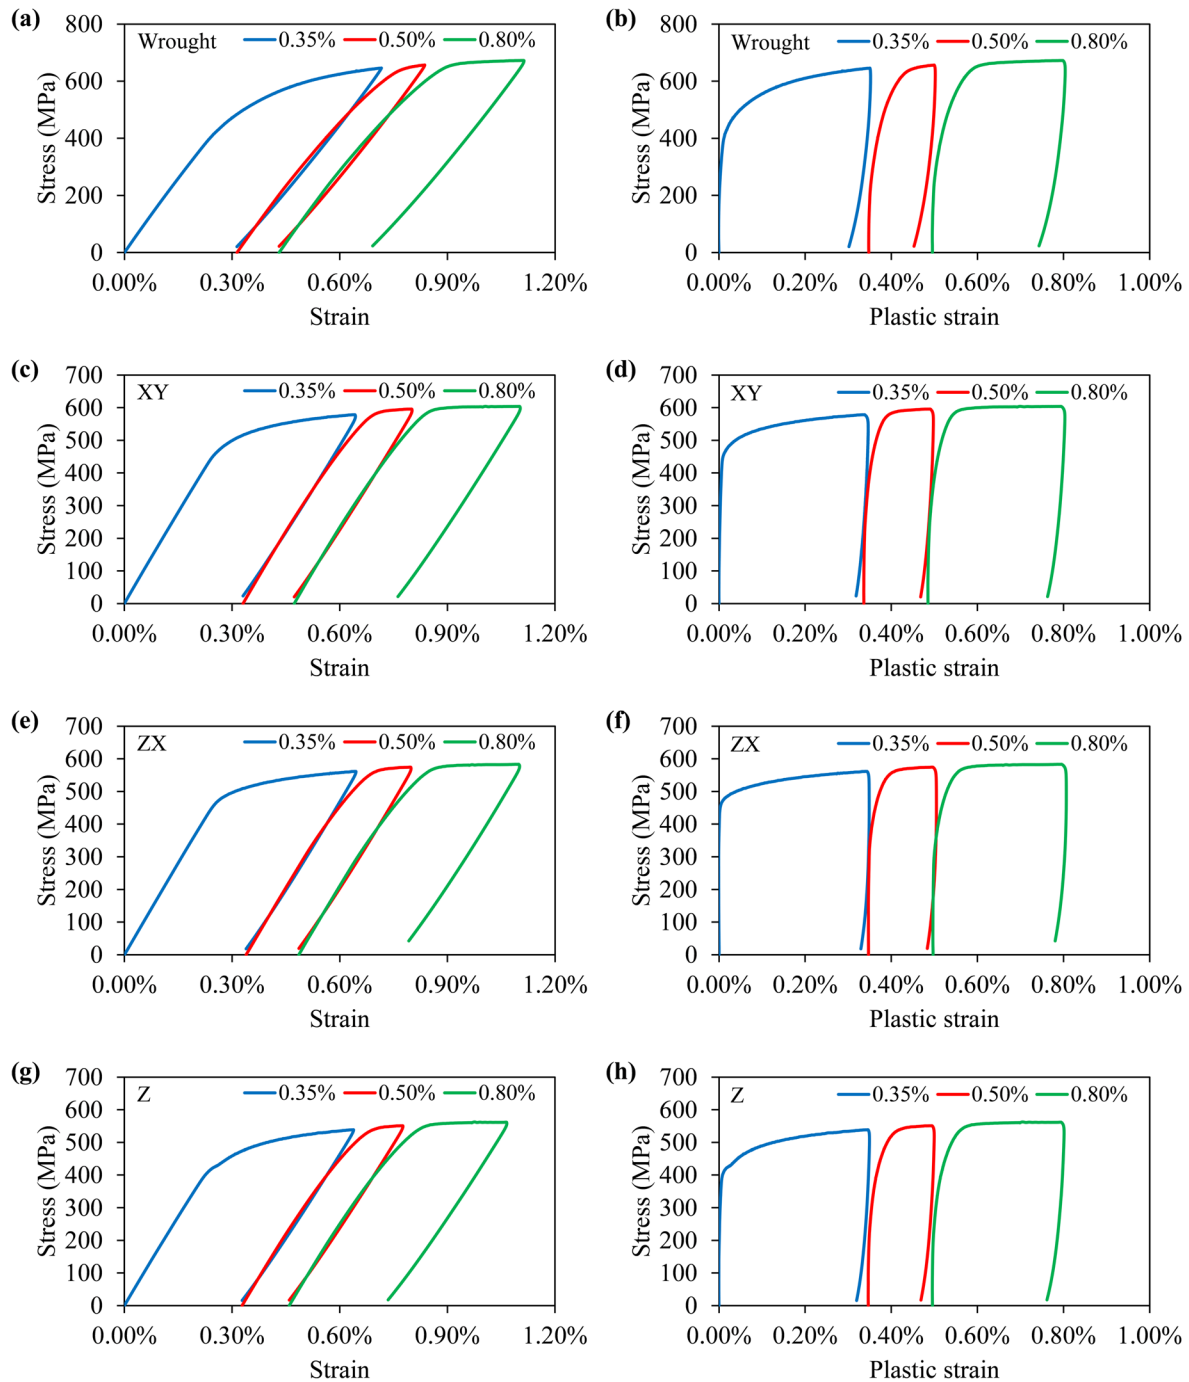 (a)
800
600
400
200
0
Stress (MPa)
Wrought 0.35% 0.50% 0.80%
0.00% 0.30% 0.60% 0.90% 1.20%
Strain
(b)
800
600
400
200
0
Stress (MPa)
Wrought 0.35% 0.50% 0.80%
0.00% 0.20% 0.40% 0.60% 0.80% 1.00%
Plastic strain
(c)
700
600
500
400
300
200
100
0
Stress (MPa)
XY 0.35% 0.50% 0.80%
0.00% 0.30% 0.60% 0.90% 1.20%
Strain
(d)
700
600
500
400
300
200
100
0
Stress (MPa)
XY 0.35% 0.50% 0.80%
0.00% 0.20% 0.40% 0.60% 0.80% 1.00%
Plastic strain
(e)
700
600
500
400
300
200
100
0
Stress (MPa)
ZX 0.35% 0.50% 0.80%
0.00% 0.30% 0.60% 0.90% 1.20%
Strain
(f)
700
600
500
400
300
200
100
0
Stress (MPa)
ZX 0.35% 0.50% 0.80%
0.00% 0.20% 0.40% 0.60% 0.80% 1.00%
Plastic strain
(g)
700
600
500
400
300
200
100
0
Stress (MPa)
Z 0.35% 0.50% 0.80%
0.00% 0.30% 0.60% 0.90% 1.20%
Strain
(h)
700
600
500
400
300
200
100
0
Stress (MPa)
Z 0.35% 0.50% 0.80%
0.00% 0.20% 0.40% 0.60% 0.80% 1.00%
Plastic strain